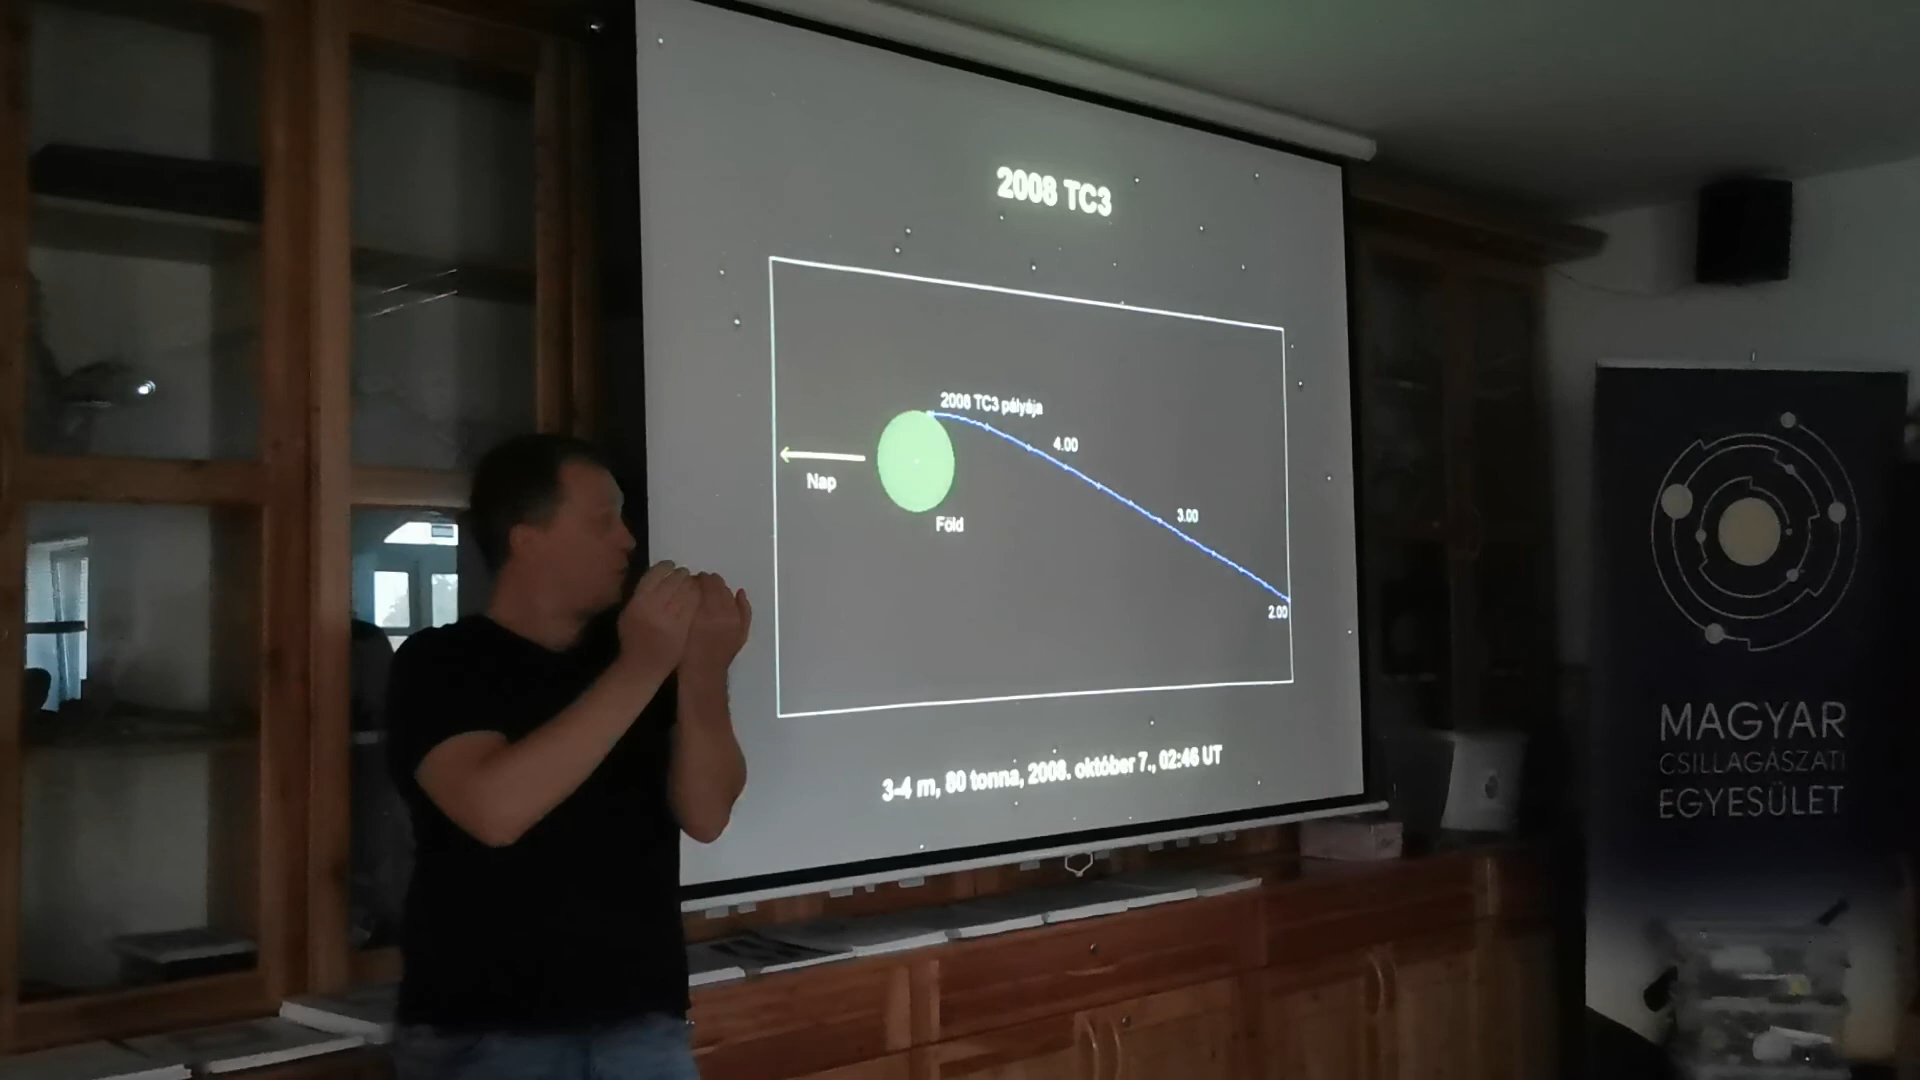 2008 TC3
2008 TC3 pályája
4.00
Nap
3.00
Föld
2.00
3-4 m, 80 tonna, 2008. október 7., 02:46 UT
MAGYAR
CSILLAGÁSZATI
EGYESÜLET